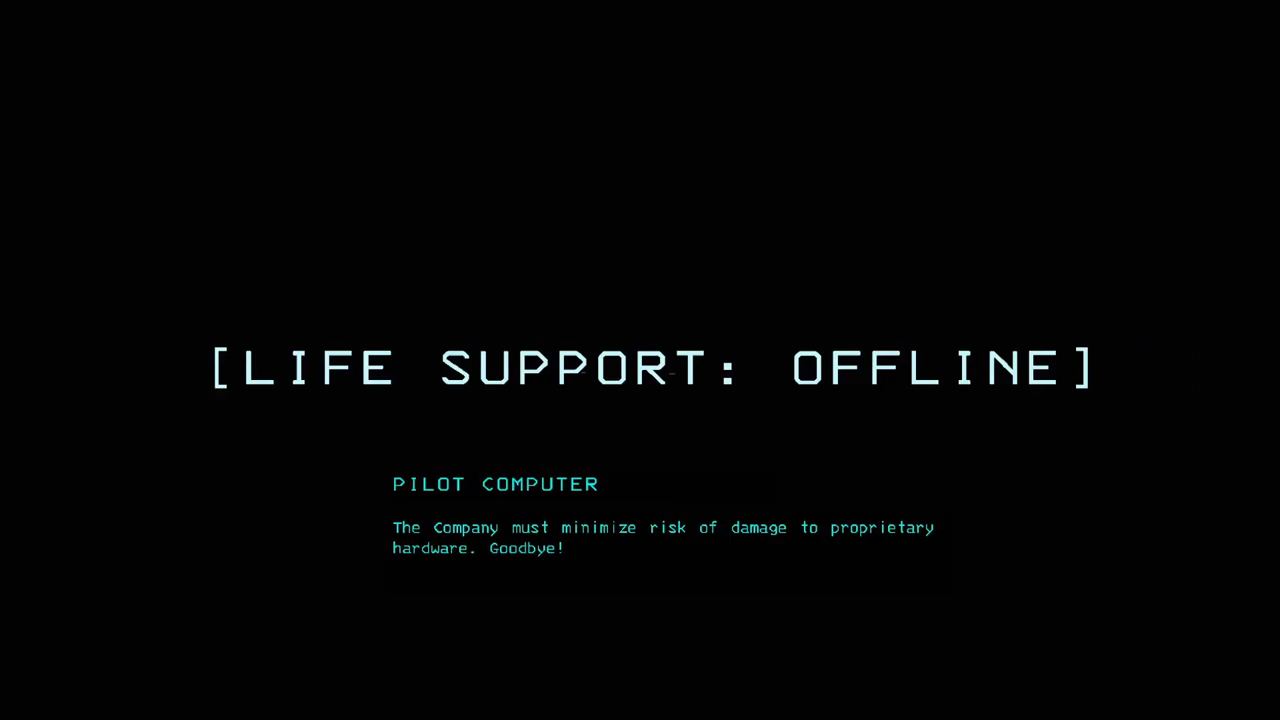 [LIFE SUPPORT: OFFLINE]
PILOT COMPUTER
The Company must minimize risk of damage to proprietary
hardware. Goodbye!